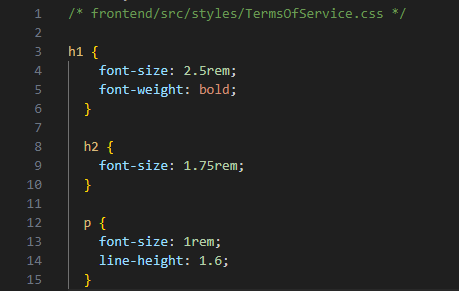 1 /* frontend/src/styles/TermsOfService.css */
2
3 h1 {
4     font-size: 2.5rem;
5     font-weight: bold;
6   }
7
8   h2 {
9     font-size: 1.75rem;
10   }
11
12   p {
13     font-size: 1rem;
14     line-height: 1.6;
15   }